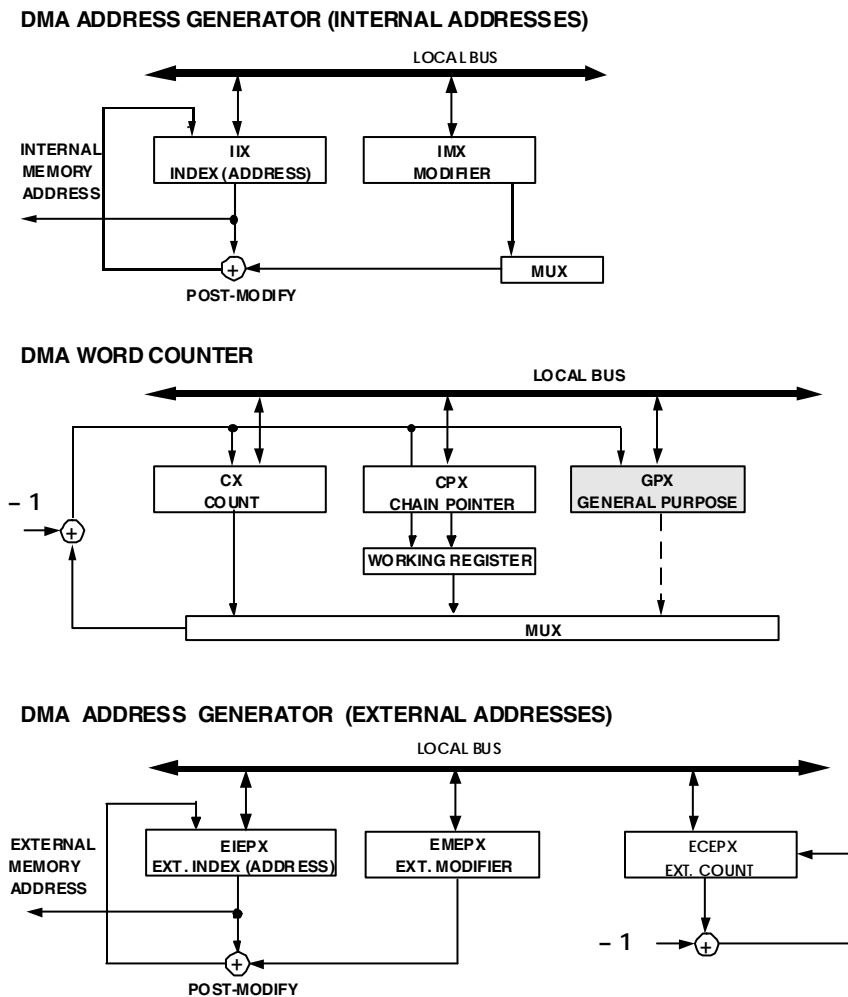 DMA ADDRESS GENERATOR (INTERNAL ADDRESSES)
LOCAL BUS
INTERNAL
MEMORY
ADDRESS
IIX
INDEX (ADDRESS)
IMX
MODIFIER
+
MUX
POST-MODIFY
DMA WORD COUNTER
LOCAL BUS
CX
COUNT
CPX
CHAIN POINTER
GPX
GENERAL PURPOSE
– 1
+
WORKING REGISTER
MUX
DMA ADDRESS GENERATOR (EXTERNAL ADDRESSES)
LOCAL BUS
EXTERNAL
MEMORY
ADDRESS
EIEPX
EXT. INDEX (ADDRESS)
EMEPX
EXT. MODIFIER
ECEPX
EXT. COUNT
+
– 1
+
POST-MODIFY